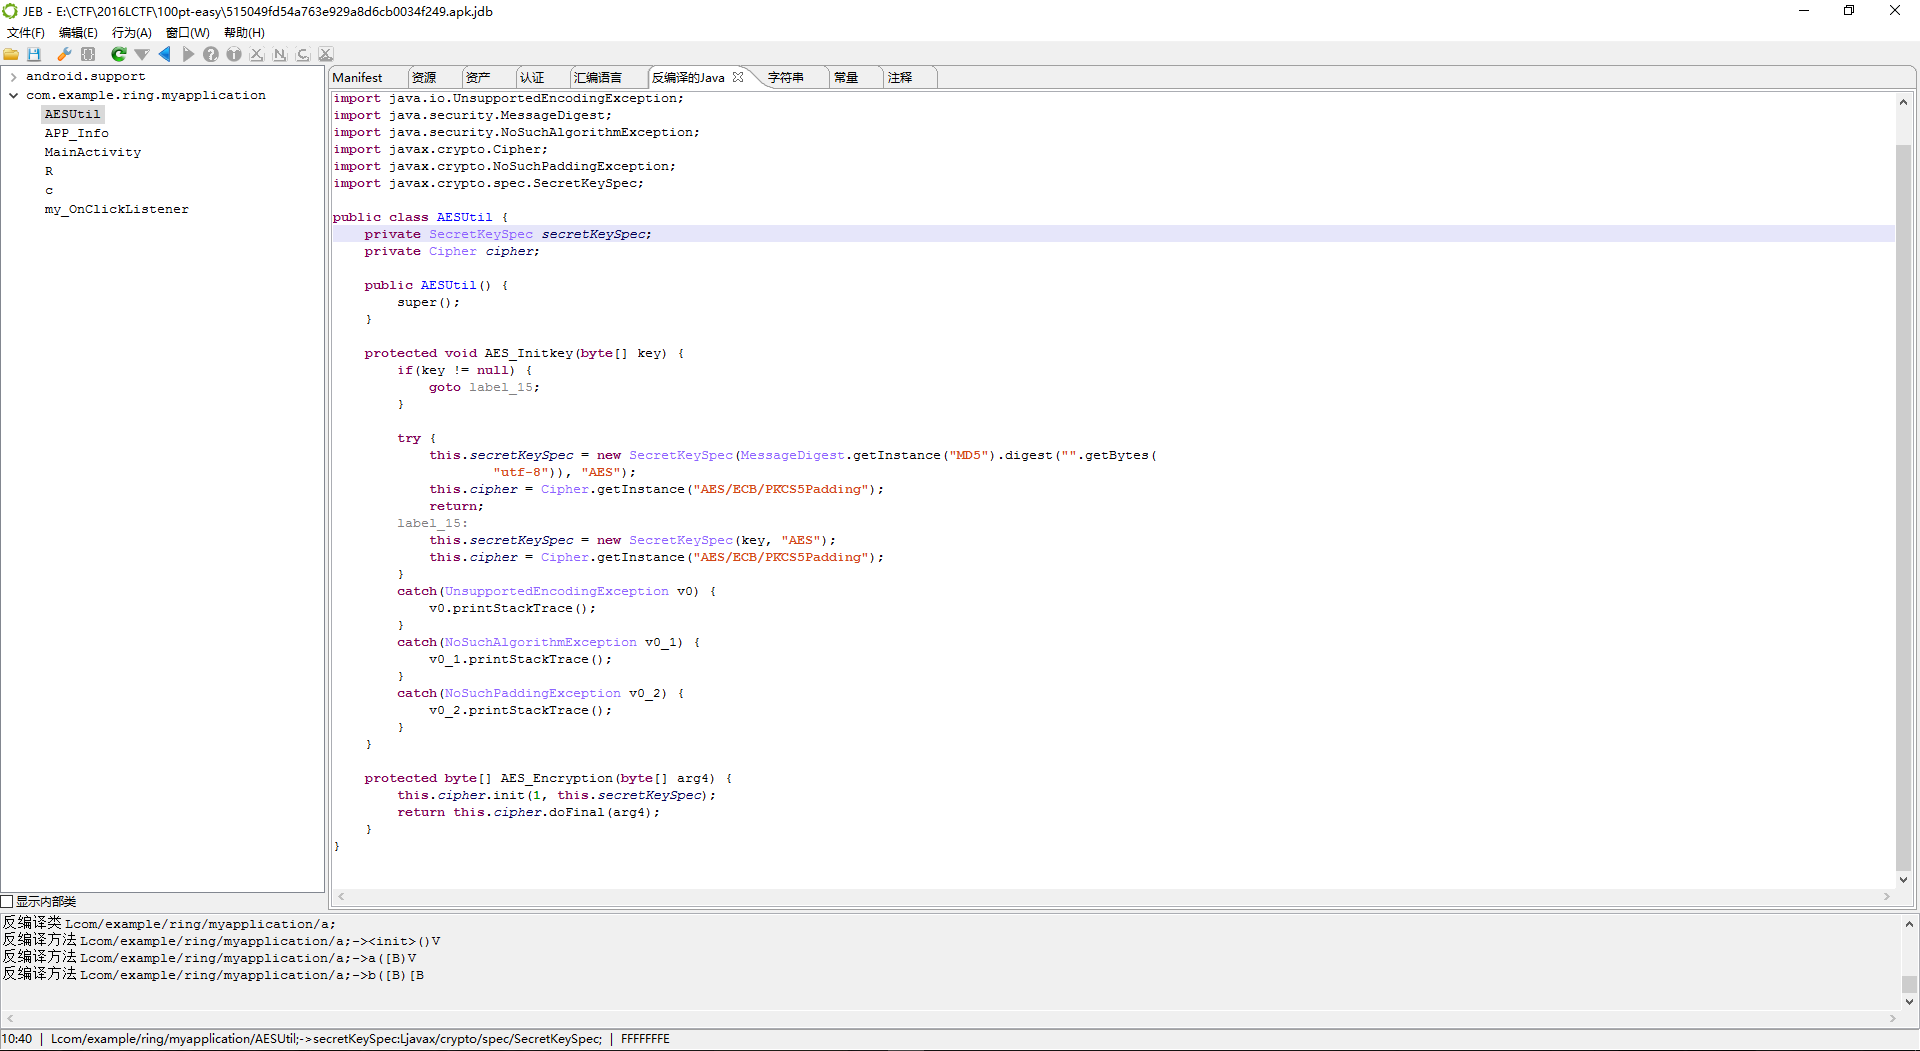 JEB - E:\CTF\2016LCTF\100pt-easy\515049fd54a763e929a8d6cb0034f249.apk.jdb
文件(F) 编辑(E) 行为(A) 窗口(W) 帮助(H)
android.support
com.example.ring.myapplication
AESUtil
APP_Info
MainActivity
R
c
my_OnClickListener
显示内部类
Manifest 资源 资产 认证 汇编语言 反编译的Java 字符串 常量 注释
import java.io.UnsupportedEncodingException;
import java.security.MessageDigest;
import java.security.NoSuchAlgorithmException;
import javax.crypto.Cipher;
import javax.crypto.NoSuchPaddingException;
import javax.crypto.spec.SecretKeySpec;
public class AESUtil {
    private SecretKeySpec secretKeySpec;
    private Cipher cipher;
    public AESUtil() {
        super();
    }
    protected void AES_Initkey(byte[] key) {
        if(key != null) {
            goto label_15;
        }
        try {
            this.secretKeySpec = new SecretKeySpec(MessageDigest.getInstance("MD5").digest("".getBytes(
                    "utf-8")), "AES");
            this.cipher = Cipher.getInstance("AES/ECB/PKCS5Padding");
            return;
        label_15:
            this.secretKeySpec = new SecretKeySpec(key, "AES");
            this.cipher = Cipher.getInstance("AES/ECB/PKCS5Padding");
        }
        catch(UnsupportedEncodingException v0) {
            v0.printStackTrace();
        }
        catch(NoSuchAlgorithmException v0_1) {
            v0_1.printStackTrace();
        }
        catch(NoSuchPaddingException v0_2) {
            v0_2.printStackTrace();
        }
    }
    protected byte[] AES_Encryption(byte[] arg4) {
        this.cipher.init(1, this.secretKeySpec);
        return this.cipher.doFinal(arg4);
    }
}
反编译类 Lcom/example/ring/myapplication/a;
反编译方法 Lcom/example/ring/myapplication/a;-><init>()V
反编译方法 Lcom/example/ring/myapplication/a;->a([B)V
反编译方法 Lcom/example/ring/myapplication/a;->b([B)[B
10:40 | Lcom/example/ring/myapplication/AESUtil;->secretKeySpec:Ljavax/crypto/spec/SecretKeySpec; | FFFFFFFE